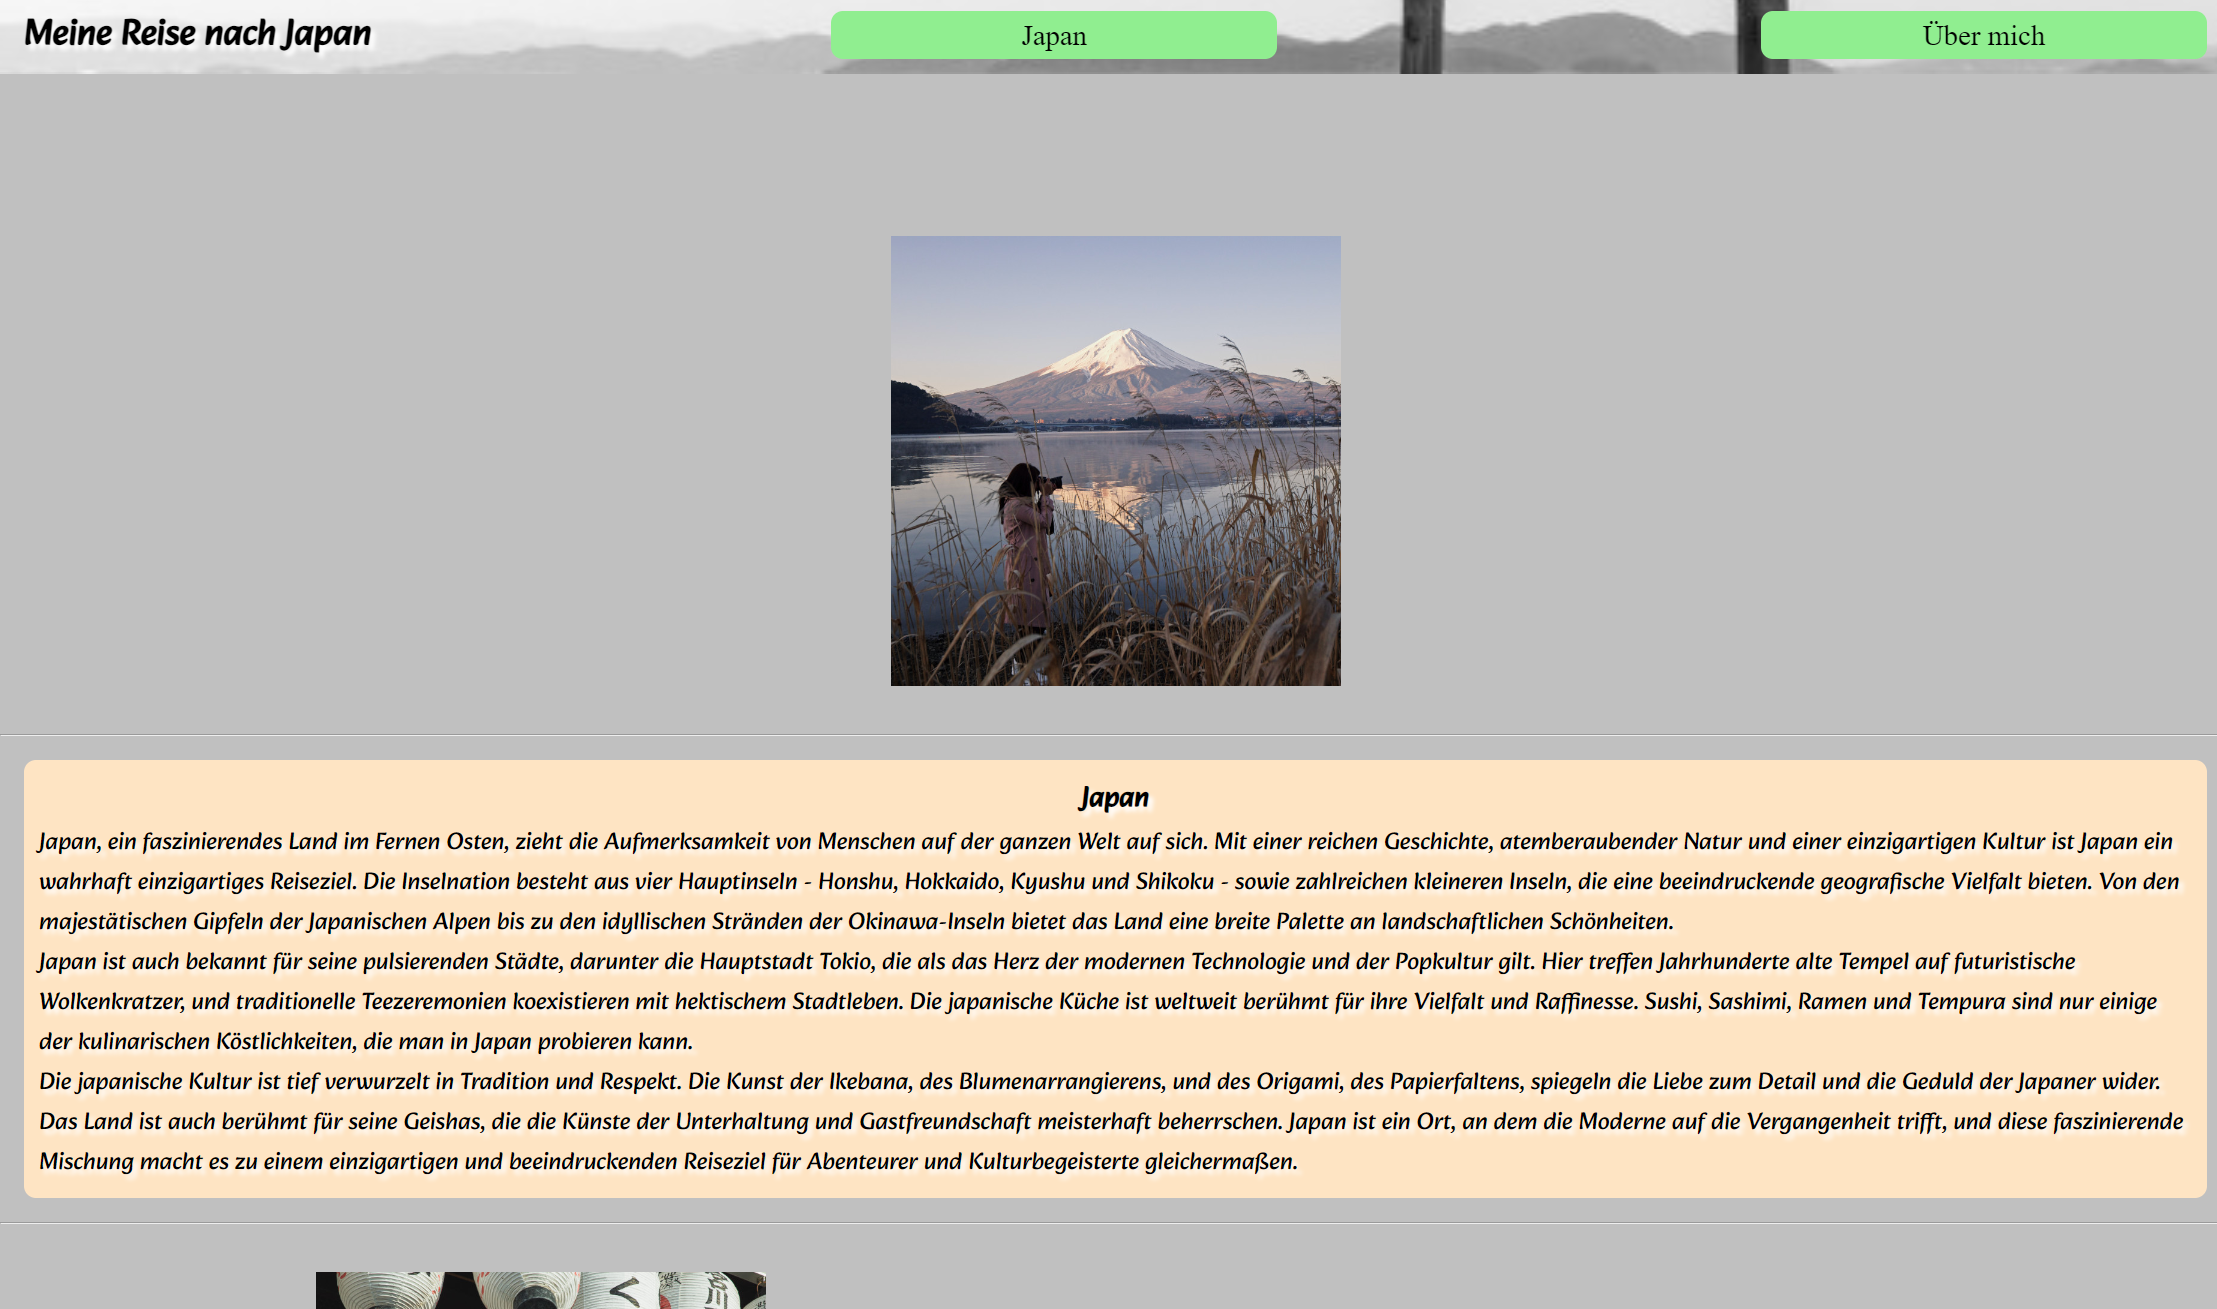 Meine Reise nach Japan
Japan
Über mich
Japan
Japan, ein faszinierendes Land im Fernen Osten, zieht die Aufmerksamkeit von Menschen auf der ganzen Welt auf sich. Mit einer reichen Geschichte, atemberaubender Natur und einer einzigartigen Kultur ist Japan ein
wahrhaft einzigartiges Reiseziel. Die Inselnation besteht aus vier Hauptinseln - Honshu, Hokkaido, Kyushu und Shikoku - sowie zahlreichen kleineren Inseln, die eine beeindruckende geografische Vielfalt bieten. Von den
majestätischen Gipfeln der Japanischen Alpen bis zu den idyllischen Stränden der Okinawa-Inseln bietet das Land eine breite Palette an landschaftlichen Schönheiten.
Japan ist auch bekannt für seine pulsierenden Städte, darunter die Hauptstadt Tokio, die als das Herz der modernen Technologie und der Popkultur gilt. Hier treffen Jahrhunderte alte Tempel auf futuristische
Wolkenkratzer, und traditionelle Teezeremonien koexistieren mit hektischem Stadtleben. Die japanische Küche ist weltweit berühmt für ihre Vielfalt und Raffinesse. Sushi, Sashimi, Ramen und Tempura sind nur einige
der kulinarischen Köstlichkeiten, die man in Japan probieren kann.
Die japanische Kultur ist tief verwurzelt in Tradition und Respekt. Die Kunst der Ikebana, des Blumenarrangierens, und des Origami, des Papierfaltens, spiegeln die Liebe zum Detail und die Geduld der Japaner wider.
Das Land ist auch berühmt für seine Geishas, die die Künste der Unterhaltung und Gastfreundschaft meisterhaft beherrschen. Japan ist ein Ort, an dem die Moderne auf die Vergangenheit trifft, und diese faszinierende
Mischung macht es zu einem einzigartigen und beeindruckenden Reiseziel für Abenteurer und Kulturbegeisterte gleichermaßen.